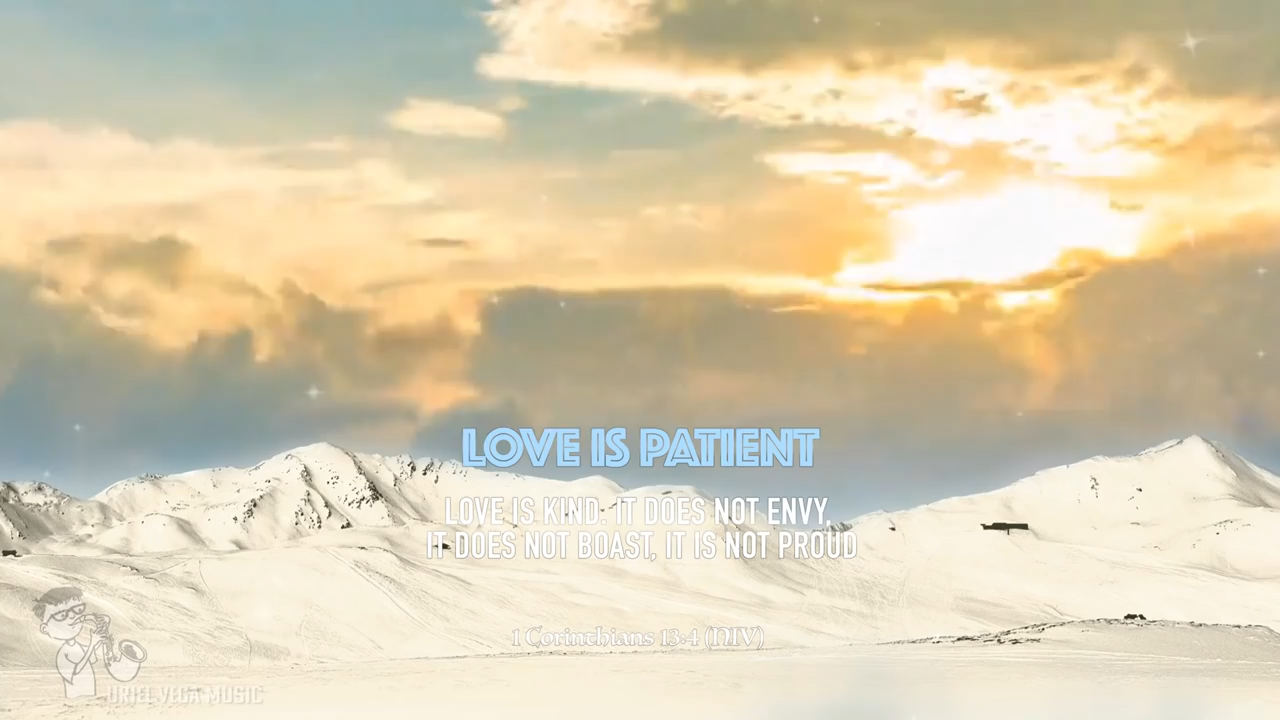 LOVE IS PATIENT
LOVE IS KIND. IT DOES NOT ENVY,
IT DOES NOT BOAST, IT IS NOT PROUD
1 Corinthians 13:4 (NIV)
URIEL VEGA MUSIC